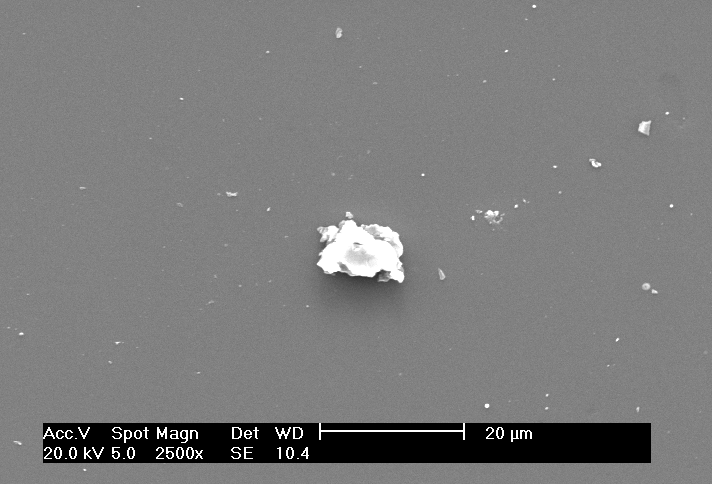 Acc.V Spot Magn Det WD 20 µm
20.0 kV 5.0 2500x SE 10.4